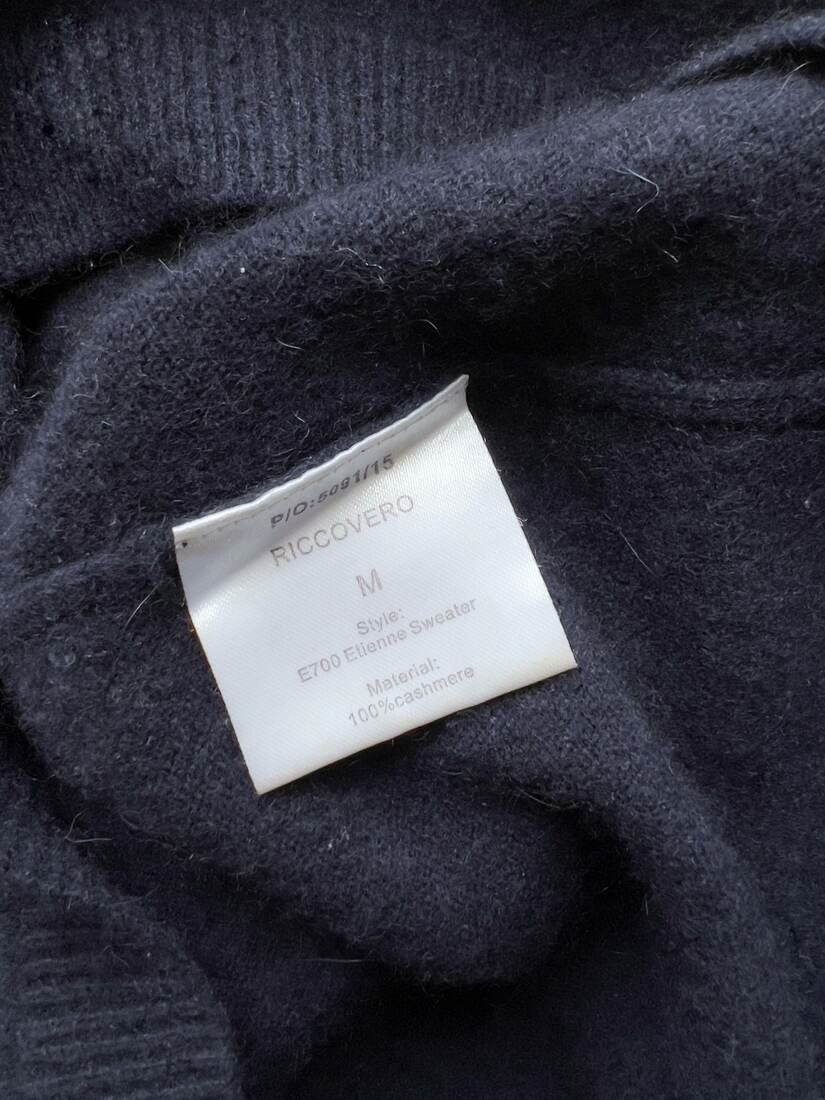 P/O:5091/15
RICCOVERO
M
Style:
E700 Etienne Sweater
Material:
100%cashmere